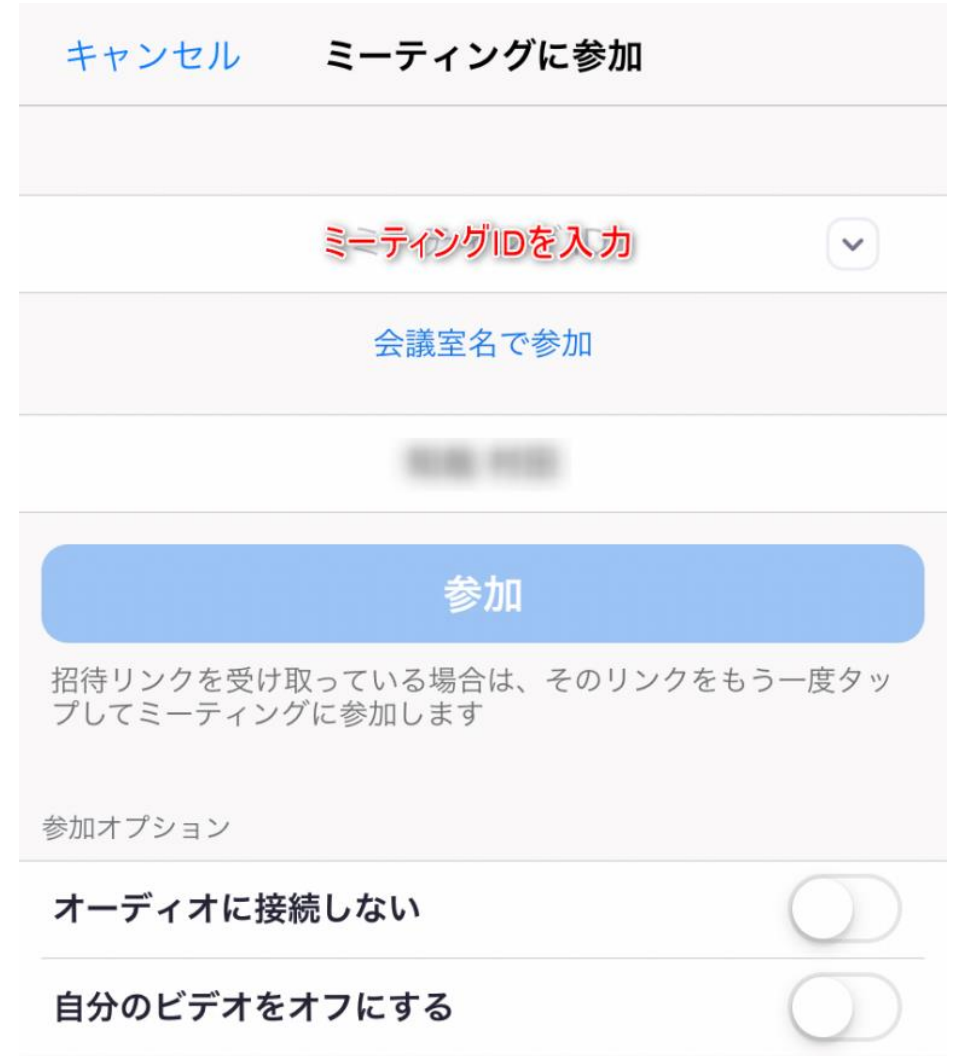 キャンセル ミーティングに参加
ミーティングIDを入力
会議室名で参加
参加
招待リンクを受け取っている場合は、そのリンクをもう一度タッ
プしてミーティングに参加します
参加オプション
オーディオに接続しない
自分のビデオをオフにする